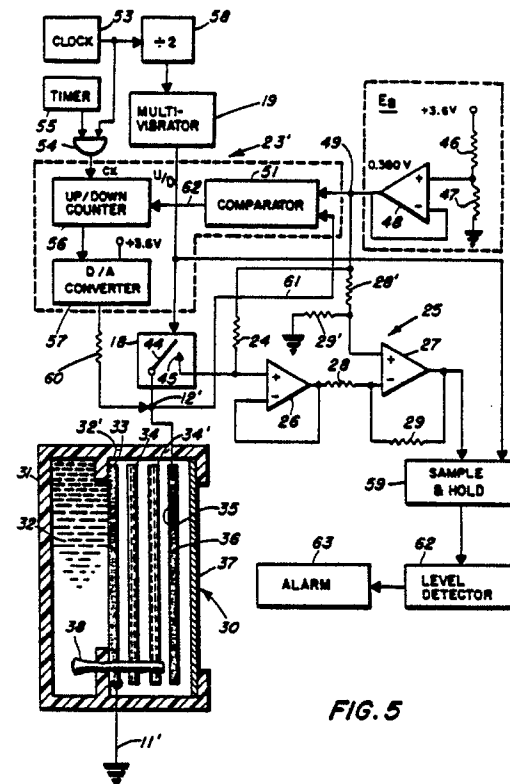 53
CLOCK
÷2
58
TIMER
55
54
MULTI-
VIBRATOR
19
23'
CK
U/D
62
51
COMPARATOR
UP/DOWN
COUNTER
56
+3.6V
D/A
CONVERTER
57
49
E_B
+3.6V
46
0.380 V
47
48
61
28'
60
18
44
45
24
29'
25
27
26
28
29
12'
SAMPLE
& HOLD
59
32'
33
34
34'
31
32
35
36
37
30
38
63
ALARM
62
LEVEL
DETECTOR
11'
FIG. 5